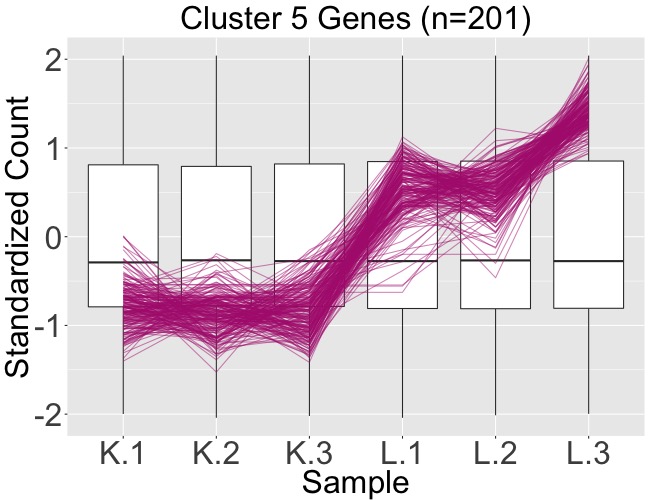 Cluster 5 Genes (n=201)
Standardized Count
2
1
0
-1
-2
K.1 K.2 K.3 L.1 L.2 L.3
Sample